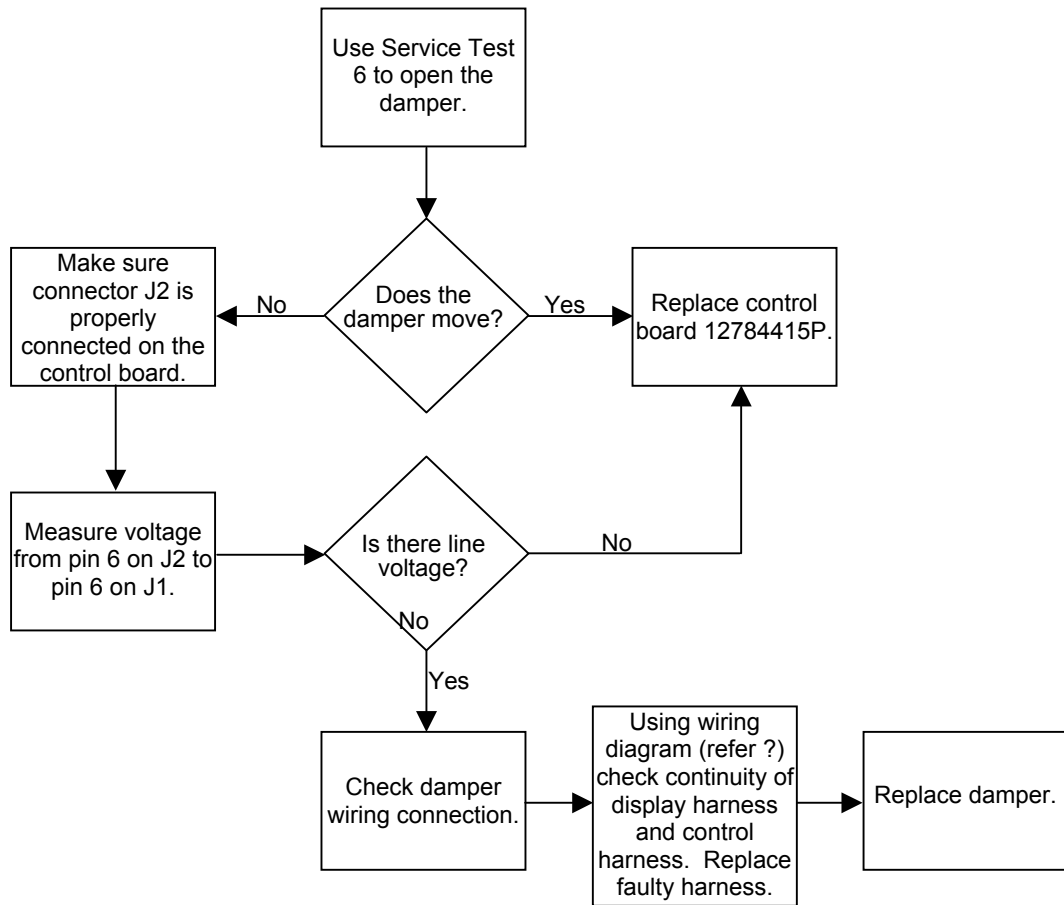 Use Service Test
6 to open the
damper.
Make sure
connector J2 is
properly
connected on the
control board.
No
Does the
damper move?
Yes
Replace control
board 12784415P.
Measure voltage
from pin 6 on J2 to
pin 6 on J1.
Is there line
voltage?
No
No
Yes
Check damper
wiring connection.
Using wiring
diagram (refer ?)
check continuity of
display harness
and control
harness. Replace
faulty harness.
Replace damper.